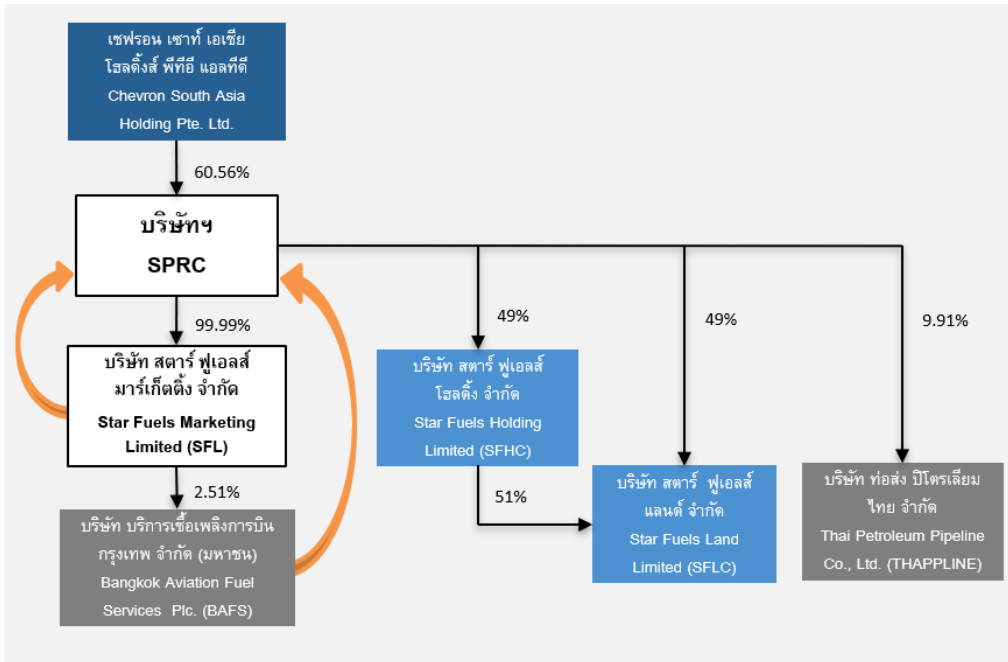 เชฟรอน เซาท์ เอเชีย
โฮลดิ้งส์ พีทีอี แอลทีดี
Chevron South Asia
Holding Pte. Ltd.
60.56%
บริษัทฯ
SPRC
99.99%
49%
49%
9.91%
บริษัท สตาร์ ฟูเอลส์
มาร์เก็ตติ้ง จำกัด
Star Fuels Marketing
Limited (SFL)
บริษัท สตาร์ ฟูเอลส์
โฮลดิ้ง จำกัด
Star Fuels Holding
Limited (SFHC)
2.51%
51%
บริษัท บริการเชื้อเพลิงการบิน
กรุงเทพ จำกัด (มหาชน)
Bangkok Aviation Fuel
Services Plc. (BAFS)
บริษัท สตาร์ ฟูเอลส์
แลนด์ จำกัด
Star Fuels Land
Limited (SFLC)
บริษัท ท่อส่ง ปิโตรเลียม
ไทย จำกัด
Thai Petroleum Pipeline
Co., Ltd. (THAPPLINE)